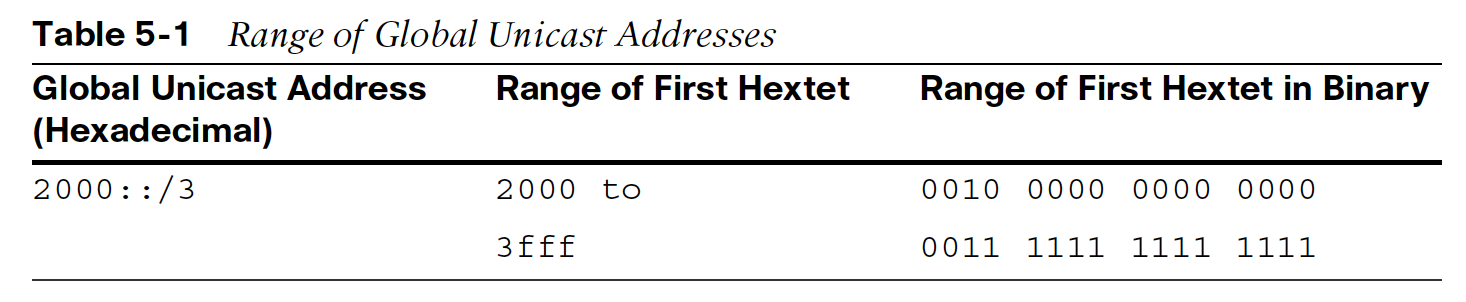 Table 5-1 Range of Global Unicast Addresses
Global Unicast Address (Hexadecimal) Range of First Hextet Range of First Hextet in Binary
2000::/3 2000 to 0010 0000 0000 0000
3fff 0011 1111 1111 1111